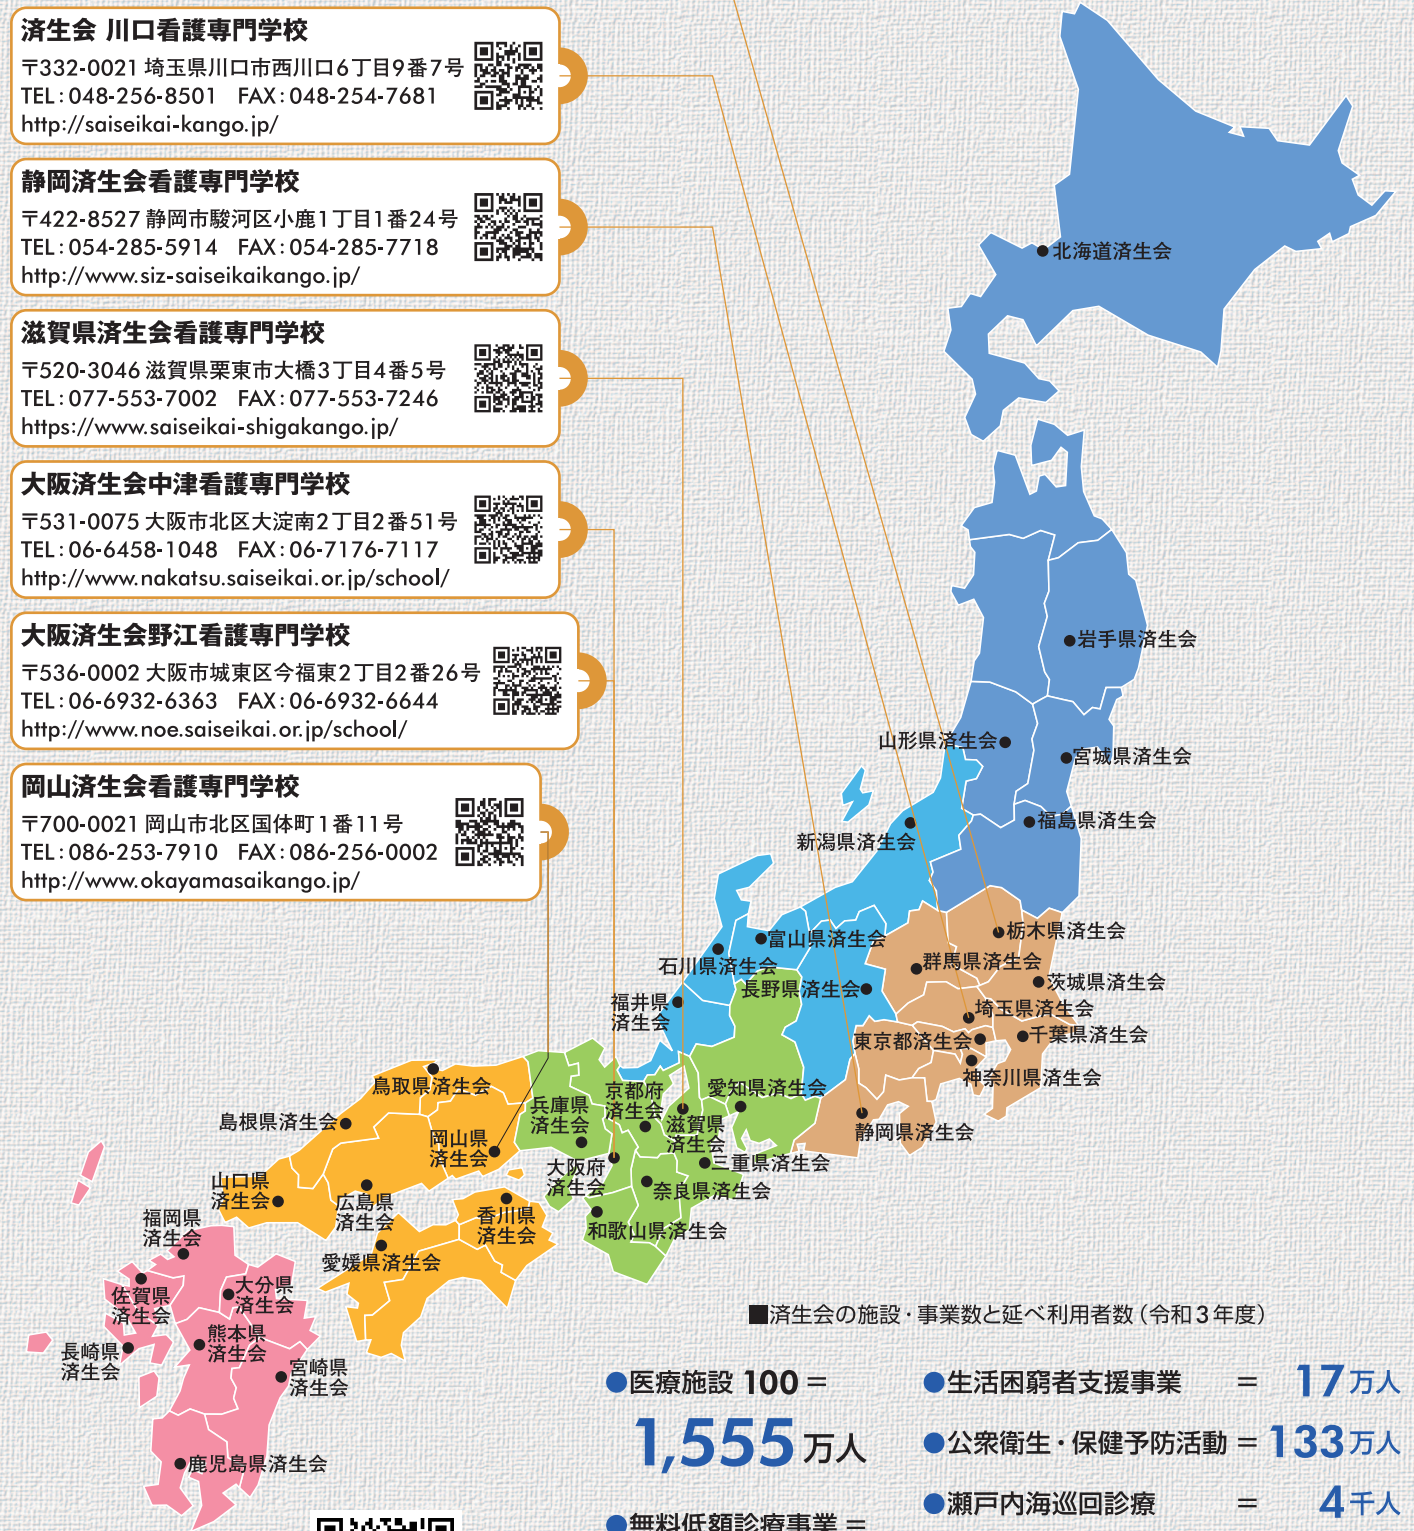 済生会 川口看護専門学校
〒332-0021 埼玉県川口市西川口6丁目9番7号
TEL:048-256-8501 FAX:048-254-7681
http://saiseikai-kango.jp/
静岡済生会看護専門学校
〒422-8527 静岡市駿河区小鹿1丁目1番24号
TEL:054-285-5914 FAX:054-285-7718
http://www.siz-saiseikaikango.jp/
滋賀県済生会看護専門学校
〒520-3046 滋賀県栗東市大橋3丁目4番5号
TEL:077-553-7002 FAX:077-553-7246
https://www.saiseikai-shigakango.jp/
大阪済生会中津看護専門学校
〒531-0075 大阪市北区大淀南2丁目2番51号
TEL:06-6458-1048 FAX:06-7176-7117
http://www.nakatsu.saiseikai.or.jp/school/
大阪済生会野江看護専門学校
〒536-0002 大阪市城東区今福東2丁目2番26号
TEL:06-6932-6363 FAX:06-6932-6644
http://www.noe.saiseikai.or.jp/school/
岡山済生会看護専門学校
〒700-0021 岡山市北区国体町1番11号
TEL:086-253-7910 FAX:086-256-0002
http://www.okayamasaikango.jp/
北海道済生会
岩手県済生会
山形県済生会
宮城県済生会
福島県済生会
新潟県済生会
栃木県済生会
富山県済生会
群馬県済生会
石川県済生会
茨城県済生会
長野県済生会
福井県
済生会
埼玉県済生会
千葉県済生会
東京都済生会
神奈川県済生会
鳥取県済生会
京都府
済生会
愛知県済生会
兵庫県
済生会
島根県済生会
滋賀県
済生会
静岡県済生会
岡山県
済生会
三重県済生会
大阪府
済生会
奈良県済生会
山口県
済生会
広島県
済生会
香川県
済生会
和歌山県済生会
福岡県
済生会
愛媛県済生会
佐賀県
済生会
大分県
済生会
熊本県
済生会
長崎県
済生会
宮崎県
済生会
鹿児島県済生会
■済生会の施設・事業数と延べ利用者数(令和3年度)
●医療施設 100 =
1,555万人
●無料低額診療事業 =
●生活困窮者支援事業 = 17万人
●公衆衛生・保健予防活動 = 133万人
●瀬戸内海巡回診療 = 4千人